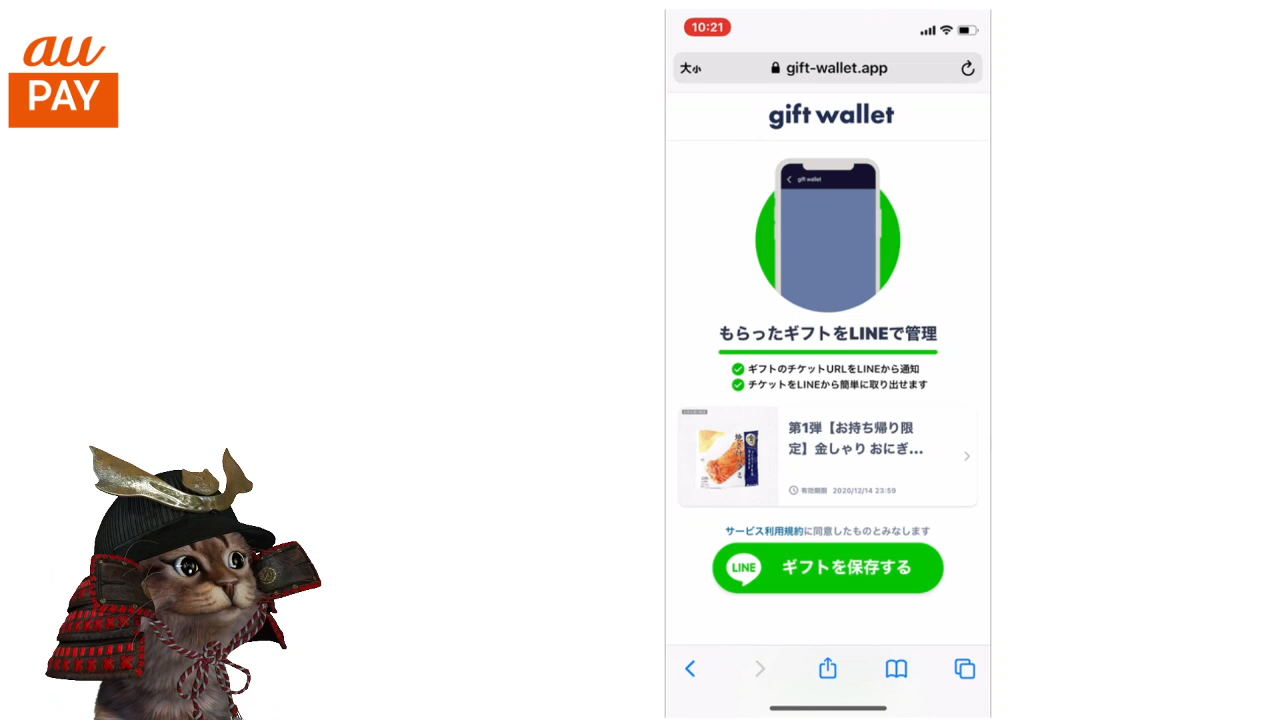 au
PAY
10:21
大小
gift-wallet.app
gift wallet
gift wallet
もらったギフトをLINEで管理
ギフトのチケットURLをLINEから通知
チケットをLINEから簡単に取り出せます
第1弾【お持ち帰り限
定】金しゃり おにぎ...
有効期限 2020/12/14 23:59
サービス利用規約に同意したものとみなします
LINE ギフトを保存する